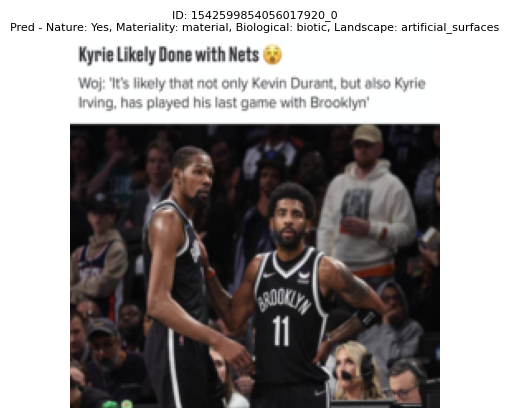 ID: 1542599854056017920_0
Pred - Nature: Yes, Materiality: material, Biological: biotic, Landscape: artificial_surfaces
Kyrie Likely Done with Nets 😵
Woj: 'It's likely that not only Kevin Durant, but also Kyrie
Irving, has played his last game with Brooklyn'
BROOKLYN
11